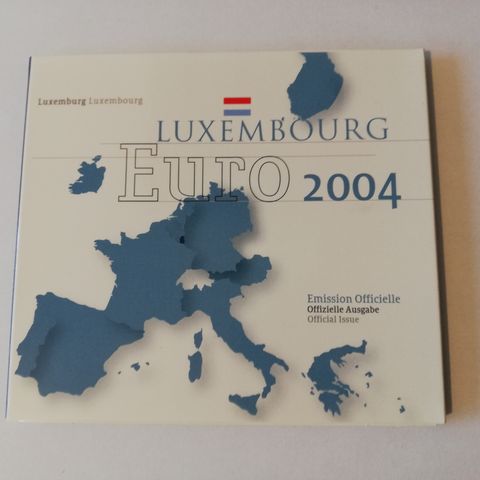 Luxemburg Luxembourg
LUXEMBOURG
Euro 2004
Emission Officielle
Offizielle Ausgabe
Official Issue